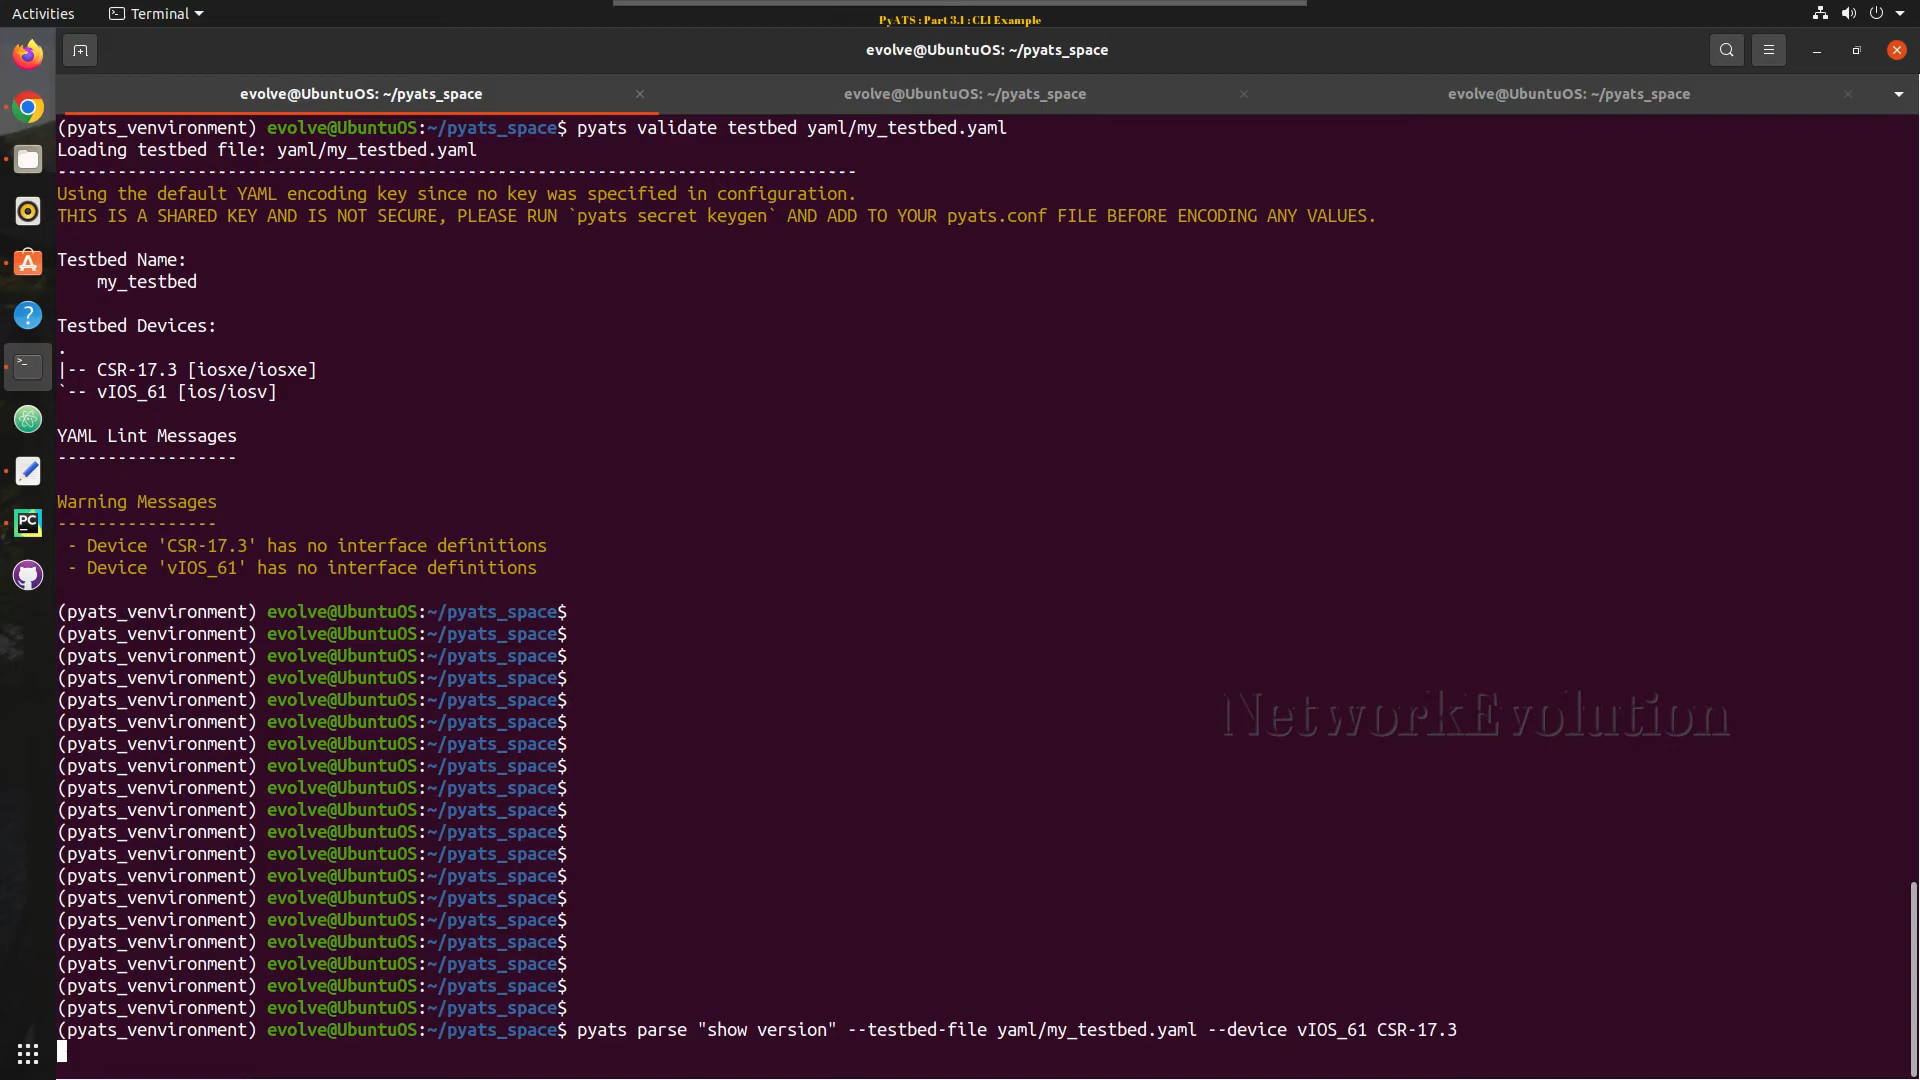 Activities
Terminal
PyATS : Part 3.1 : CLI Example
evolve@UbuntuOS: ~/pyats_space
evolve@UbuntuOS: ~/pyats_space
evolve@UbuntuOS: ~/pyats_space
evolve@UbuntuOS: ~/pyats_space
(pyats_venvironment) evolve@UbuntuOS:~/pyats_space$ pyats validate testbed yaml/my_testbed.yaml
Loading testbed file: yaml/my_testbed.yaml
--------------------------------------------------------------------------------
Using the default YAML encoding key since no key was specified in configuration.
THIS IS A SHARED KEY AND IS NOT SECURE, PLEASE RUN `pyats secret keygen` AND ADD TO YOUR pyats.conf FILE BEFORE ENCODING ANY VALUES.
Testbed Name:
my_testbed
Testbed Devices:
.
|-- CSR-17.3 [iosxe/iosxe]
`-- vIOS_61 [ios/iosv]
YAML Lint Messages
------------------
Warning Messages
----------------
- Device 'CSR-17.3' has no interface definitions
- Device 'vIOS_61' has no interface definitions
(pyats_venvironment) evolve@UbuntuOS:~/pyats_space$
(pyats_venvironment) evolve@UbuntuOS:~/pyats_space$
(pyats_venvironment) evolve@UbuntuOS:~/pyats_space$
(pyats_venvironment) evolve@UbuntuOS:~/pyats_space$
(pyats_venvironment) evolve@UbuntuOS:~/pyats_space$
NetworkEvolution
(pyats_venvironment) evolve@UbuntuOS:~/pyats_space$
(pyats_venvironment) evolve@UbuntuOS:~/pyats_space$
(pyats_venvironment) evolve@UbuntuOS:~/pyats_space$
(pyats_venvironment) evolve@UbuntuOS:~/pyats_space$
(pyats_venvironment) evolve@UbuntuOS:~/pyats_space$
(pyats_venvironment) evolve@UbuntuOS:~/pyats_space$
(pyats_venvironment) evolve@UbuntuOS:~/pyats_space$
(pyats_venvironment) evolve@UbuntuOS:~/pyats_space$
(pyats_venvironment) evolve@UbuntuOS:~/pyats_space$
(pyats_venvironment) evolve@UbuntuOS:~/pyats_space$
(pyats_venvironment) evolve@UbuntuOS:~/pyats_space$
(pyats_venvironment) evolve@UbuntuOS:~/pyats_space$
(pyats_venvironment) evolve@UbuntuOS:~/pyats_space$
(pyats_venvironment) evolve@UbuntuOS:~/pyats_space$
(pyats_venvironment) evolve@UbuntuOS:~/pyats_space$ pyats parse "show version" --testbed-file yaml/my_testbed.yaml --device vIOS_61 CSR-17.3